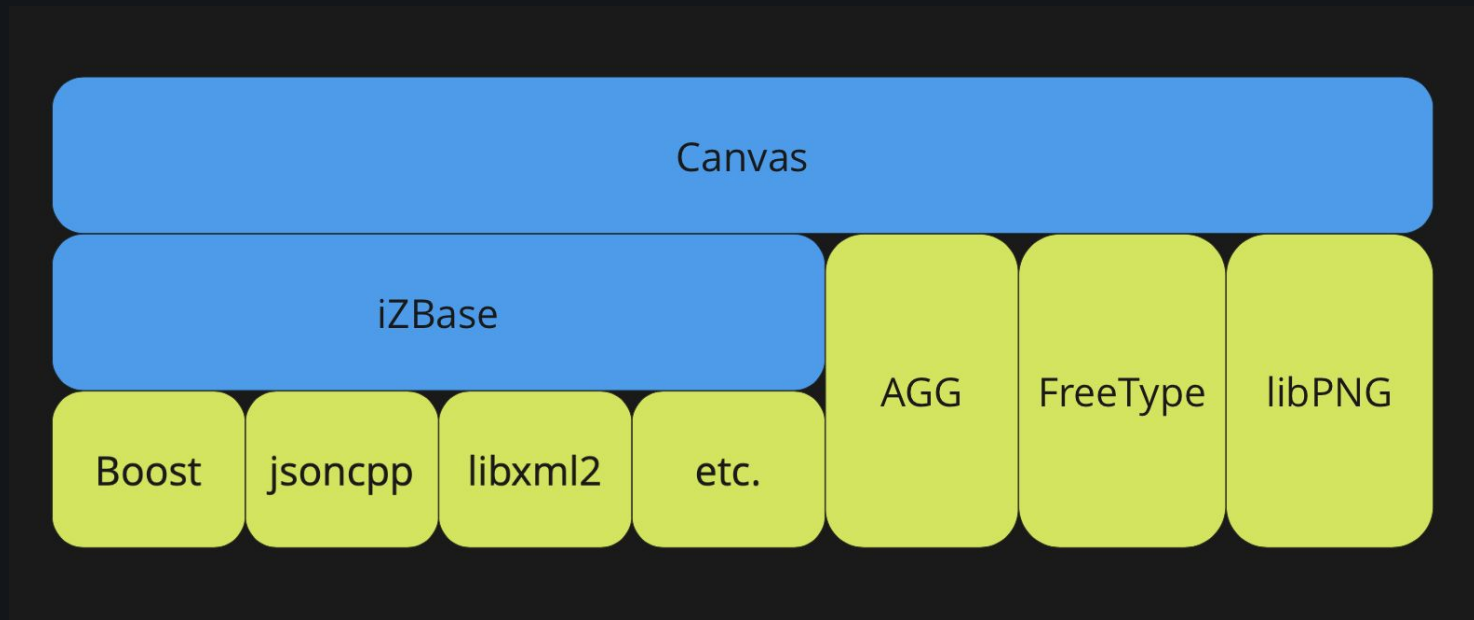 Canvas
iZBase
AGG
FreeType
libPNG
Boost
jsoncpp
libxml2
etc.